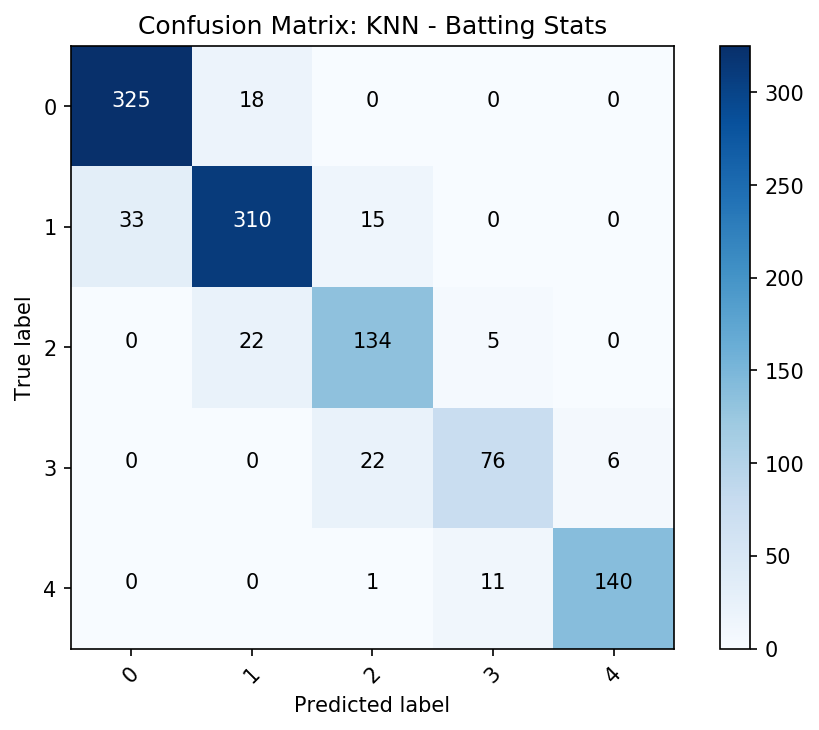 Confusion Matrix: KNN - Batting Stats
0 325 18 0 0 0
1 33 310 15 0 0
2 0 22 134 5 0
3 0 0 22 76 6
4 0 0 1 11 140
0 1 2 3 4
True label
Predicted label
300
250
200
150
100
50
0